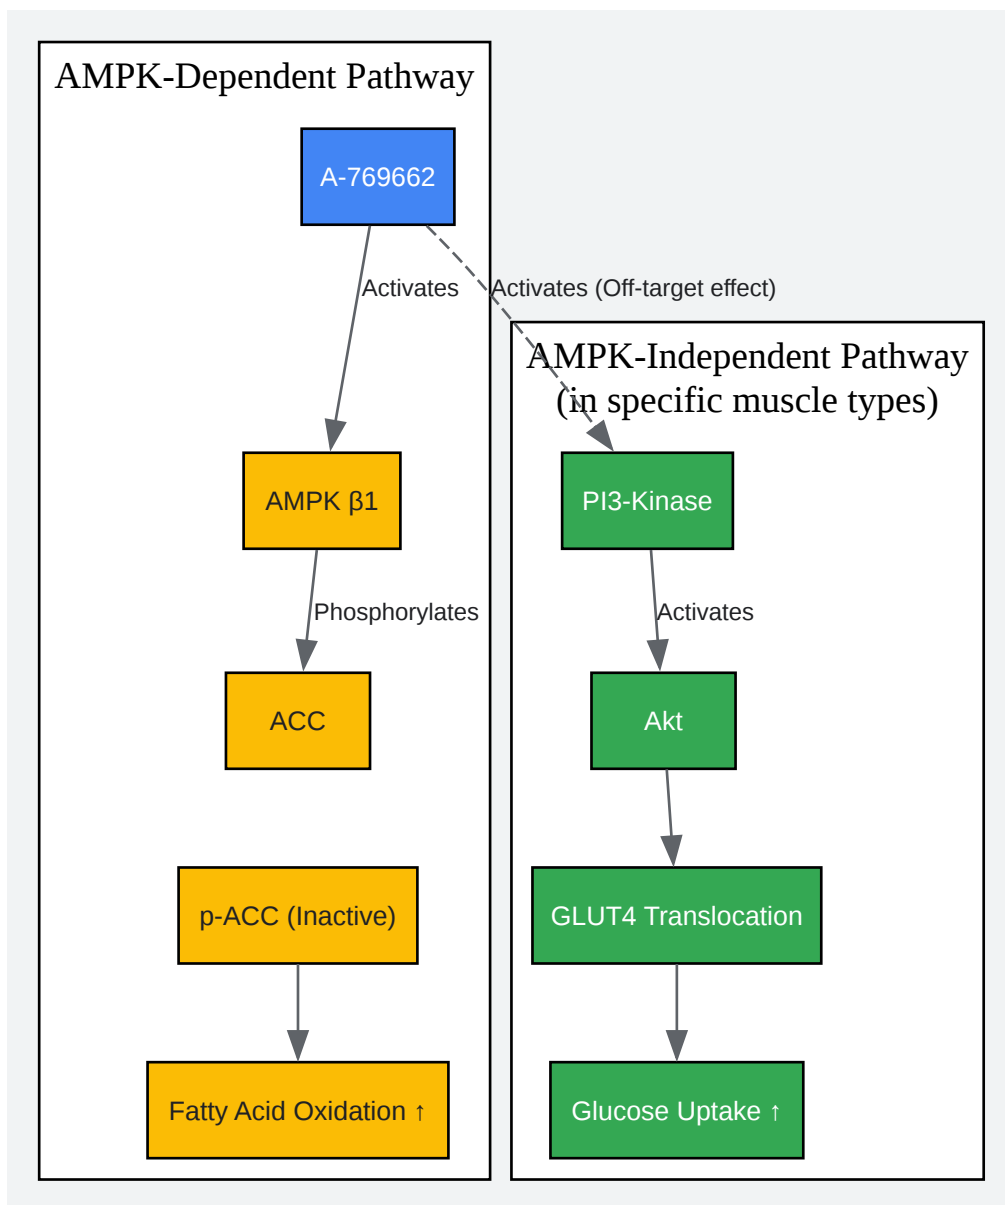 AMPK-Dependent Pathway
A-769662
Activates
Activates (Off-target effect)
AMPK-Independent Pathway
(in specific muscle types)
AMPK β1
PI3-Kinase
Phosphorylates
Activates
ACC
Akt
p-ACC (Inactive)
GLUT4 Translocation
Fatty Acid Oxidation ↑
Glucose Uptake ↑